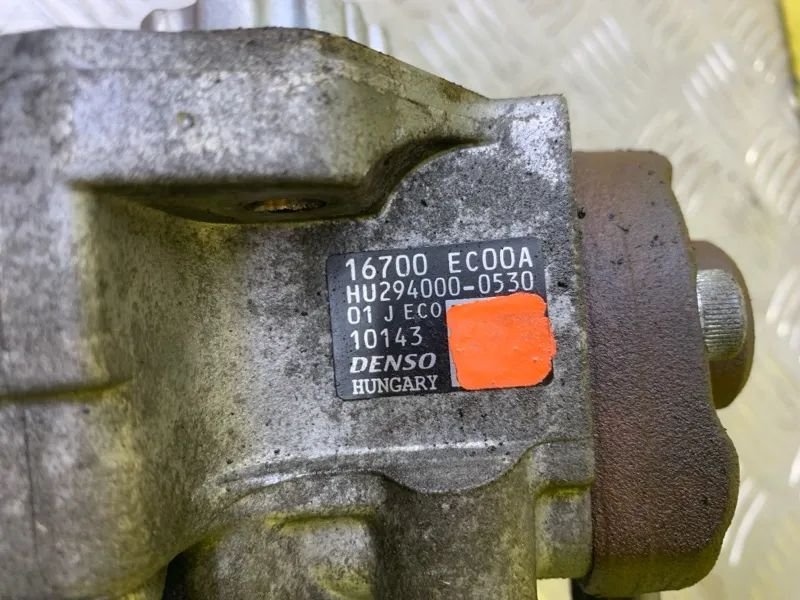 16700 EC00A
HU294000-0530
01 J ECO
10143
DENSO
HUNGARY